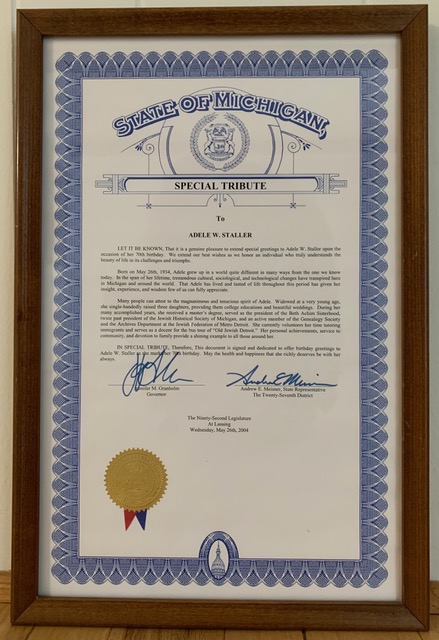 STATE OF MICHIGAN,
SPECIAL TRIBUTE
To
ADELE W. STALLER
LET IT BE KNOWN, That it is a genuine pleasure to extend special greetings to Adele W. Staller upon the
occasion of her 70th birthday. We extend our best wishes as we honor an individual who truly understands the
beauty of life in its challenges and triumphs.
Born on May 26th, 1934, Adele grew up in a world quite different in many ways from the one we know
today. In the span of her lifetime, tremendous cultural, sociological, and technological changes have transpired here
in Michigan and around the world. That Adele has lived and tasted of life throughout this period has given her
insight, experience, and wisdom few of us can fully appreciate.
Many people can attest to the magnanimous and tenacious spirit of Adele. Widowed at a very young age,
she single-handedly raised three daughters, providing them college educations and beautiful weddings. During her
many accomplished years, she received a master's degree, served as the president of the Beth Achim Sisterhood,
twice past president of the Jewish Historical Society of Michigan, and an active member of the Genealogy Society
and the Archives Department at the Jewish Federation of Metro Detroit. She currently volunteers her time tutoring
immigrants and serves as a docent for the bus tour of "Old Jewish Detroit." Her personal achievements, service to
community, and devotion to family provide a shining example to all those around her.
IN SPECIAL TRIBUTE, Therefore, This document is signed and dedicated to offer birthday greetings to
Adele W. Staller as she marks her 70th birthday. May the health and happiness that she richly deserves be with her
always.
Jennifer M. Granholm
Governor
Andrew E. Meisner
Andrew E. Meisner, State Representative
The Twenty-Seventh District
The Ninety-Second Legislature
At Lansing
Wednesday, May 26th, 2004